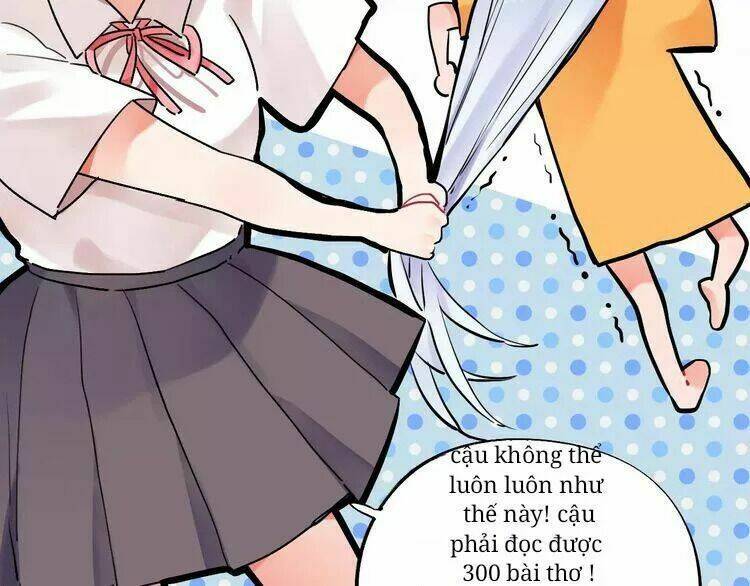 cậu không thể
luôn luôn như
thế này! cậu
phải đọc được
300 bài thơ !